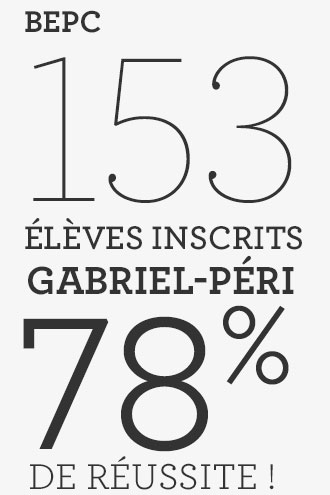 BEPC
153
ÉLÈVES INSCRITS
GABRIEL-PÉRI
78%
DE RÉUSSITE !